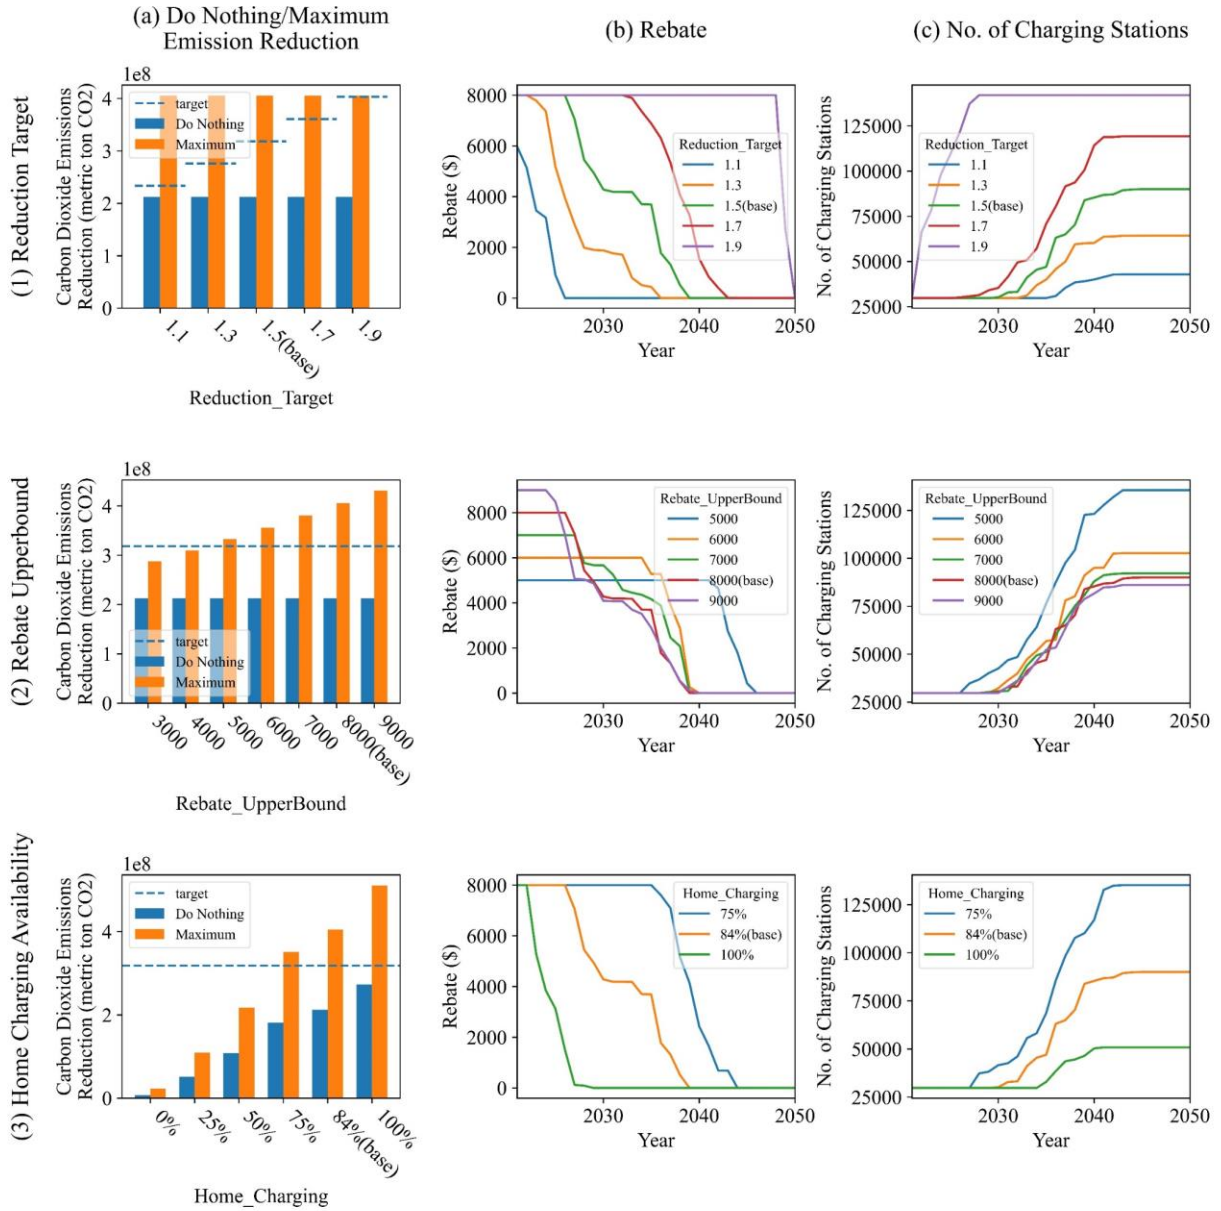 (a) Do Nothing/Maximum
Emission Reduction
(b) Rebate
(c) No. of Charging Stations
(1) Reduction Target
1e8
Carbon Dioxide Emissions
Reduction (metric ton CO2)
4
3
2
1
0
target
Do Nothing
Maximum
1.1
1.3
1.5(base)
1.7
1.9
Reduction_Target
Rebate ($)
8000
6000
4000
2000
0
Reduction_Target
1.1
1.3
1.5(base)
1.7
1.9
2030
2040
2050
Year
No. of Charging Stations
125000
100000
75000
50000
25000
Reduction_Target
1.1
1.3
1.5(base)
1.7
1.9
2030
2040
2050
Year
(2) Rebate Upperbound
1e8
Carbon Dioxide Emissions
Reduction (metric ton CO2)
4
3
2
1
0
target
Do Nothing
Maximum
3000
4000
5000
6000
7000
8000(base)
9000
Rebate_UpperBound
Rebate ($)
8000
6000
4000
2000
0
Rebate_UpperBound
5000
6000
7000
8000(base)
9000
2030
2040
2050
Year
No. of Charging Stations
125000
100000
75000
50000
25000
Rebate_UpperBound
5000
6000
7000
8000(base)
9000
2030
2040
2050
Year
(3) Home Charging Availability
1e8
Carbon Dioxide Emissions
Reduction (metric ton CO2)
4
2
0
target
Do Nothing
Maximum
0%
25%
50%
75%
84%(base)
100%
Home_Charging
Rebate ($)
8000
6000
4000
2000
0
Home_Charging
75%
84%(base)
100%
2030
2040
2050
Year
No. of Charging Stations
125000
100000
75000
50000
25000
Home_Charging
75%
84%(base)
100%
2030
2040
2050
Year